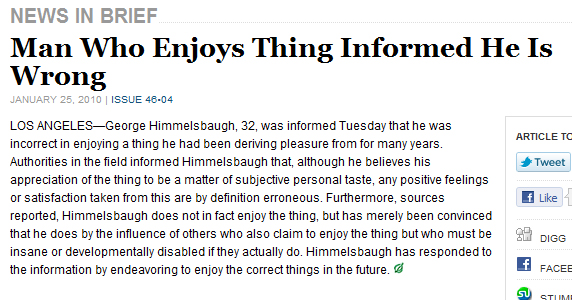 NEWS IN BRIEF
Man Who Enjoys Thing Informed He Is
Wrong
JANUARY 25, 2010 | ISSUE 46•04
LOS ANGELES—George Himmelsbaugh, 32, was informed Tuesday that he was
incorrect in enjoying a thing he had been deriving pleasure from for many years.
Authorities in the field informed Himmelsbaugh that, although he believes his
appreciation of the thing to be a matter of subjective personal taste, any positive feelings
or satisfaction taken from this are by definition erroneous. Furthermore, sources
reported, Himmelsbaugh does not in fact enjoy the thing, but has merely been convinced
that he does by the influence of others who also claim to enjoy the thing but who must be
insane or developmentally disabled if they actually do. Himmelsbaugh has responded to
the information by endeavoring to enjoy the correct things in the future.
ARTICLE TO
Tweet
Like
DIGG
FACEE
STUM